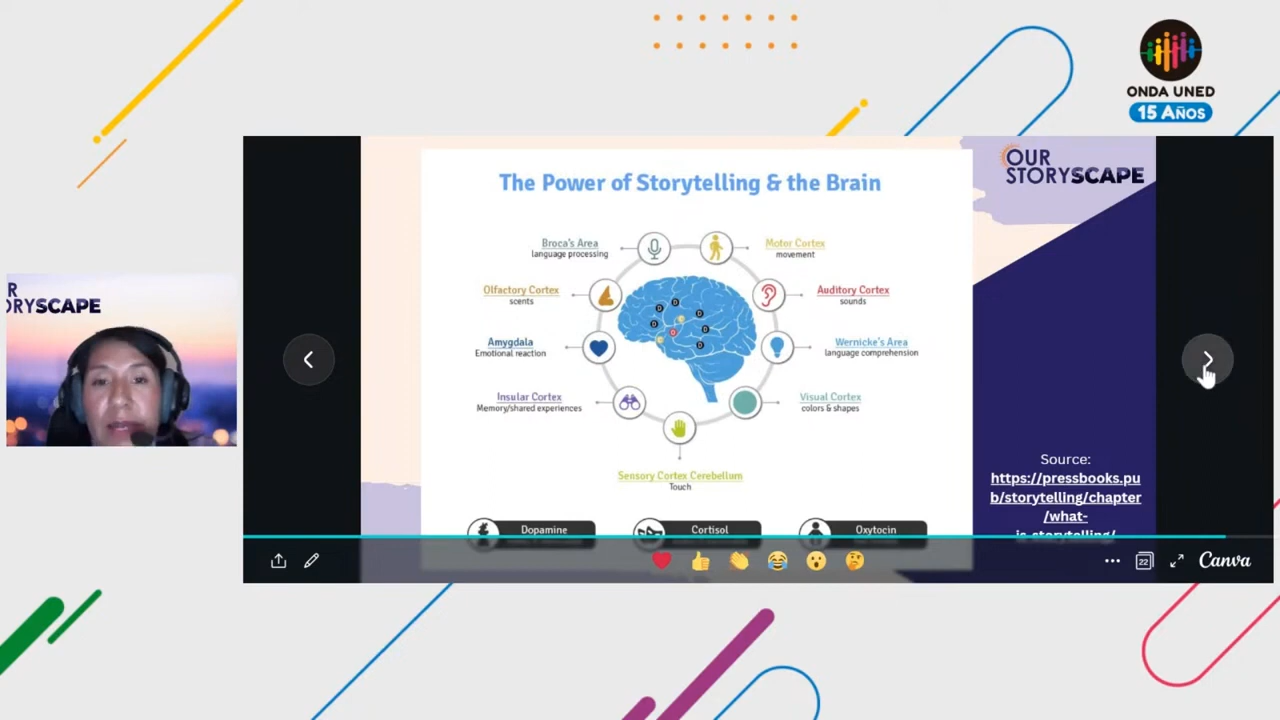 ONDA UNED
15 AÑOS
OUR
STORYSCAPE
The Power of Storytelling & the Brain
Broca's Area
language processing
Motor Cortex
movement
Olfactory Cortex
scents
Auditory Cortex
sounds
Amygdala
Emotional reaction
Wernicke's Area
language comprehension
Insular Cortex
Memory/shared experiences
Visual Cortex
colors & shapes
Sensory Cortex Cerebellum
Touch
Dopamine
Cortisol
Oxytocin
Source:
https://pressbooks.pu
b/storytelling/chapter
/what-
is-storytelling/
R
RYSCAPE
22
Canva